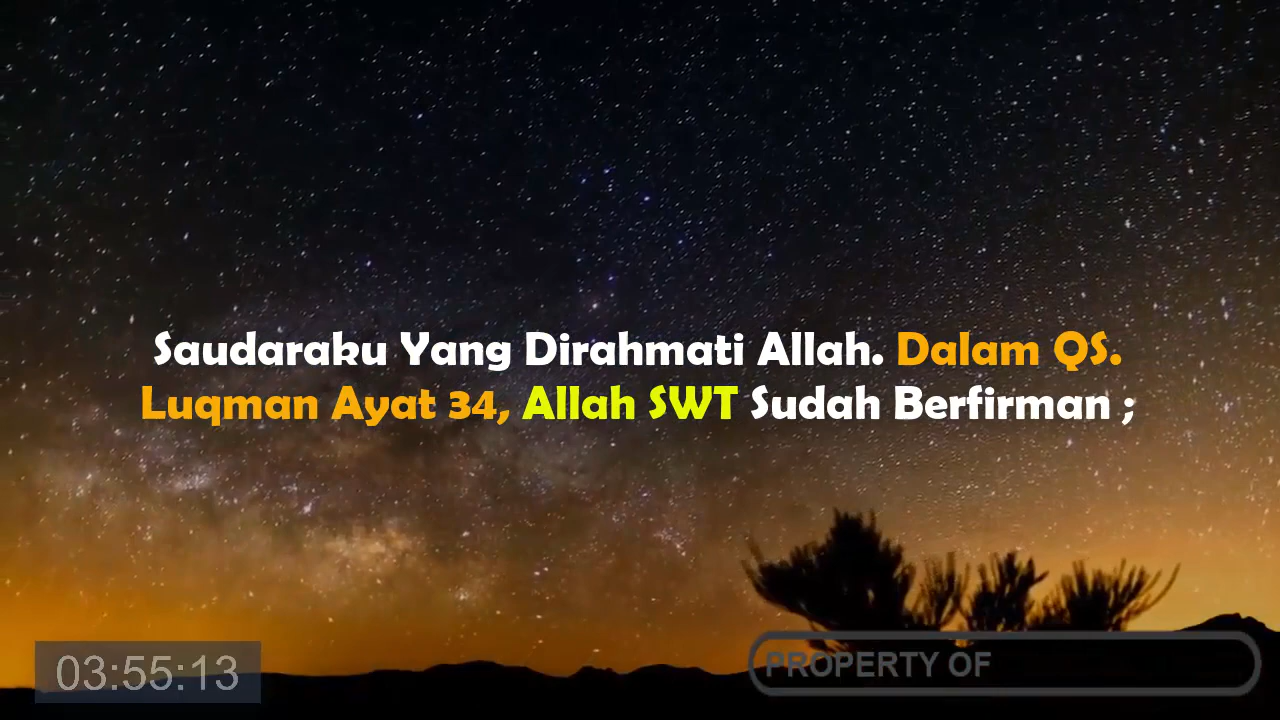 Saudaraku Yang Dirahmati Allah. Dalam QS.
Luqman Ayat 34, Allah SWT Sudah Berfirman ;
03:55:13
PROPERTY OF